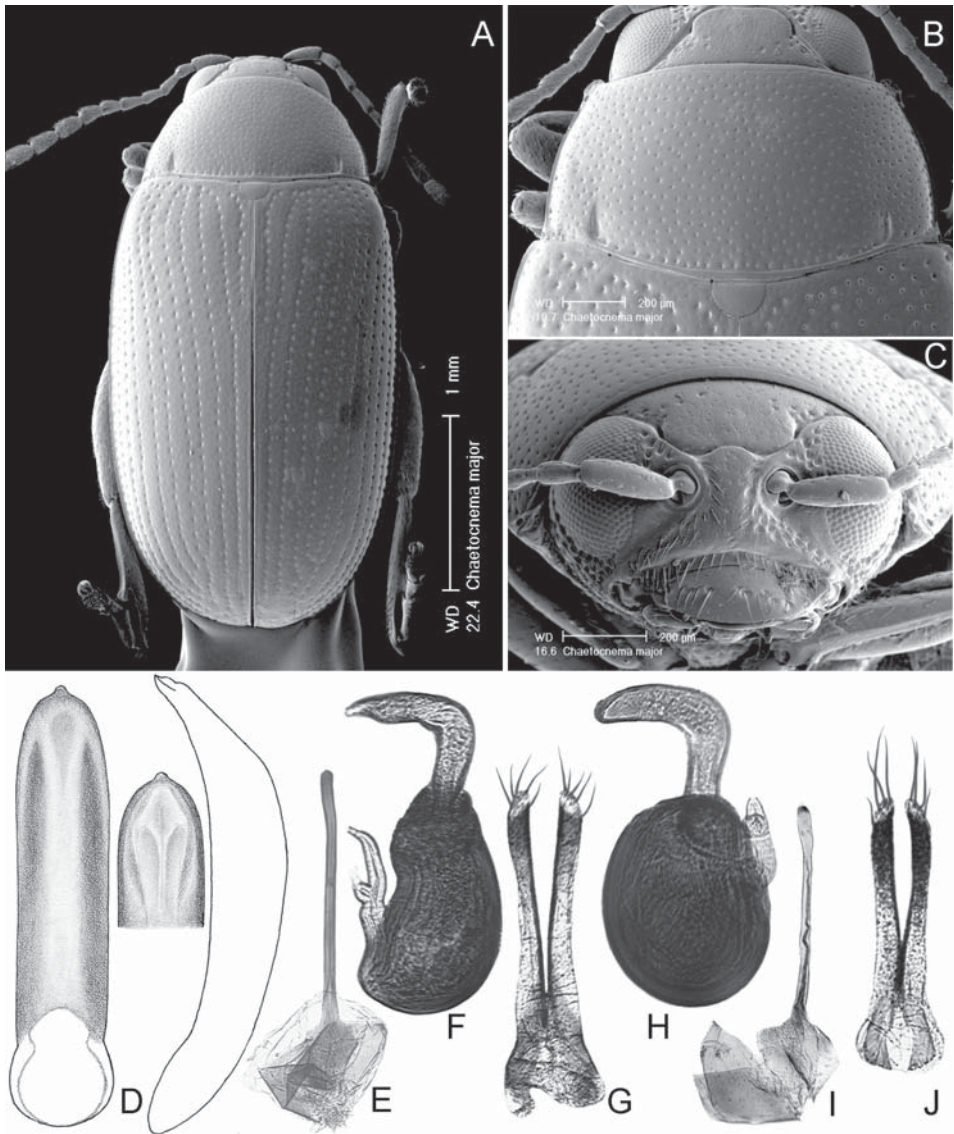 A
WD
22.4 Chaetocnema major
1 mm
B
WD
200 µm
Chaetocnema major
C
WD
200 µm
16.6 Chaetocnema major
D
E
F
G
H
I
J